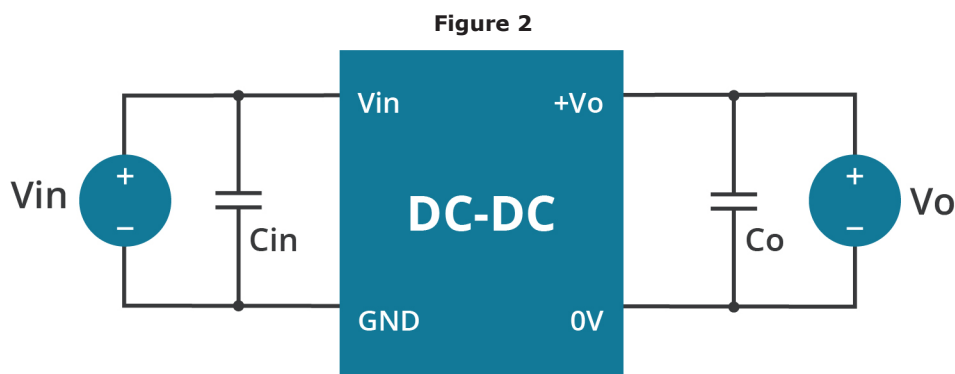 Figure 2
Vin
+Vo
+
+
Vin
Vo
DC-DC
−
−
Cin
Co
GND
0V